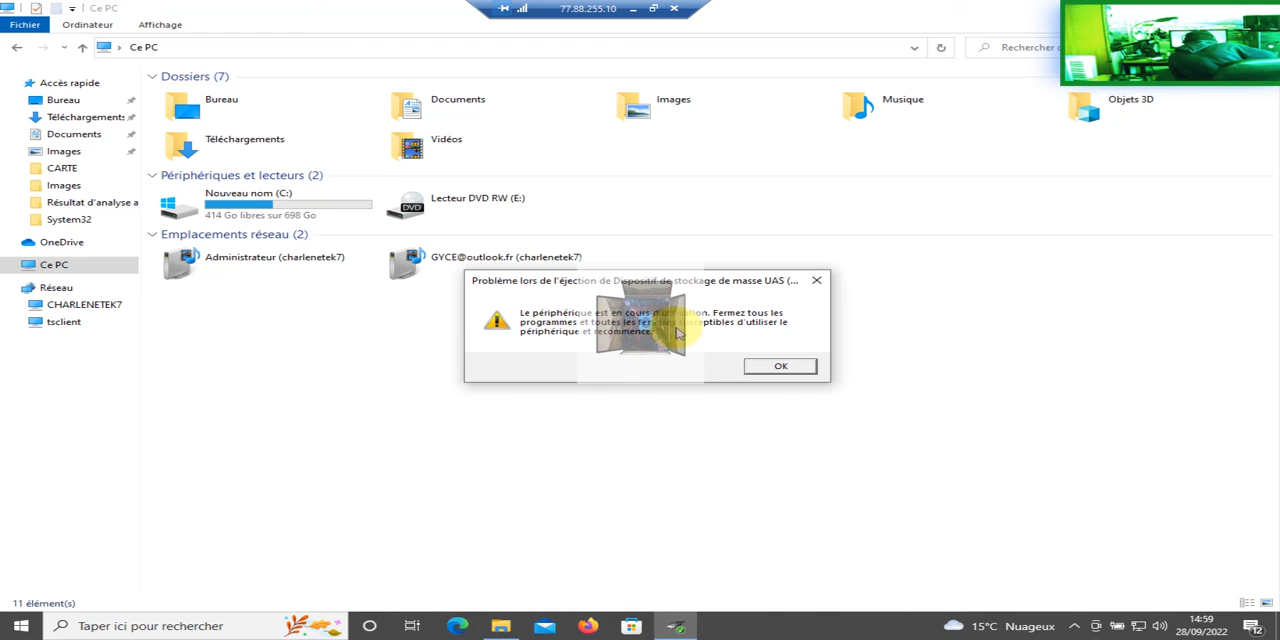 Ce PC
77.88.255.10
Fichier
Ordinateur
Affichage
Ce PC
Rechercher
Accès rapide
Bureau
Téléchargements
Documents
Images
CARTE
Images
Résultat d'analyse a
System32
OneDrive
Ce PC
Réseau
CHARLENETEK7
tsclient
Dossiers (7)
Bureau
Documents
Images
Musique
Objets 3D
Téléchargements
Vidéos
Périphériques et lecteurs (2)
Nouveau nom (C:)
414 Go libres sur 698 Go
Lecteur DVD RW (E:)
DVD
Emplacements réseau (2)
Administrateur (charlenetek7)
GYCE@outlook.fr (charlenetek7)
Problème lors de l'éjection de Dispositif de stockage de masse UAS (...
Le périphérique est en cours d'utilisation. Fermez tous les
programmes et toutes les fenêtres susceptibles d'utiliser le
périphérique et recommence
OK
11 élément(s)
Taper ici pour rechercher
15°C Nuageux
14:59
28/09/2022
12